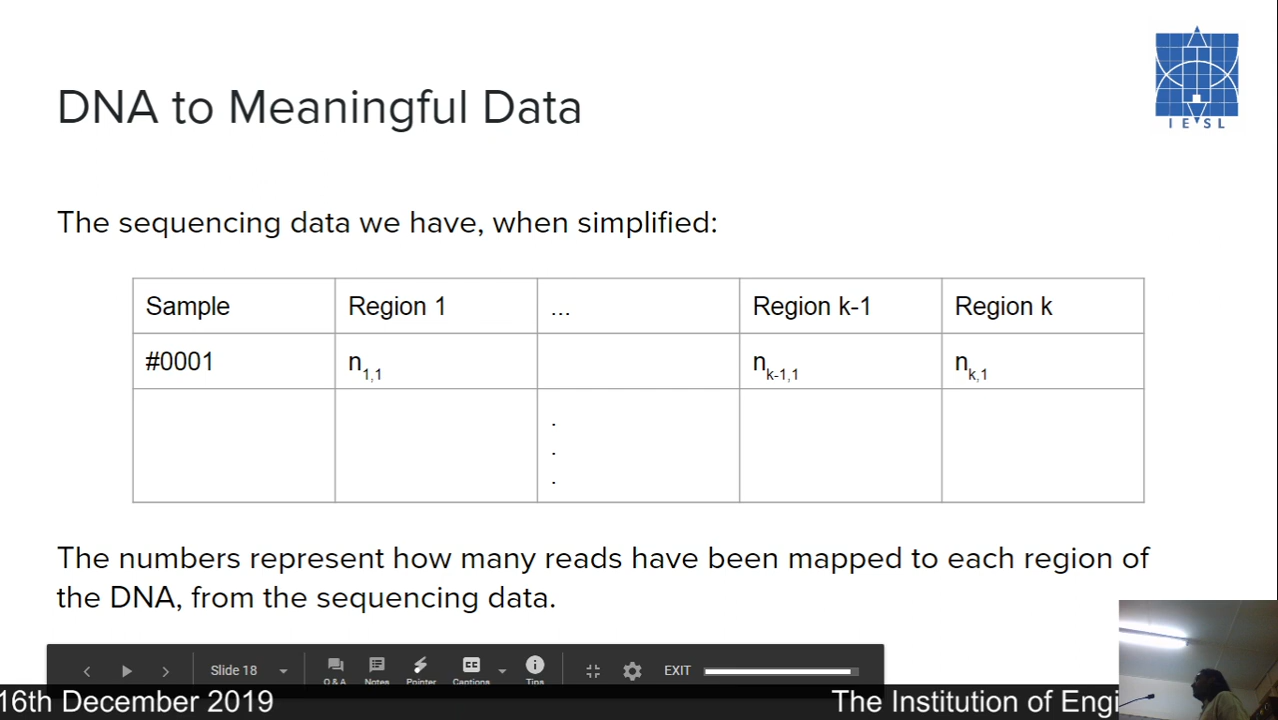 DNA to Meaningful Data
IESL
The sequencing data we have, when simplified:
Sample Region 1 ... Region k-1 Region k
#0001 n1,1 nk-1,1 nk,1
.
.
.
The numbers represent how many reads have been mapped to each region of
the DNA, from the sequencing data.
Slide 18 Q & A Notes Pointer Captions Tips EXIT
CC
16th December 2019 The Institution of Engi